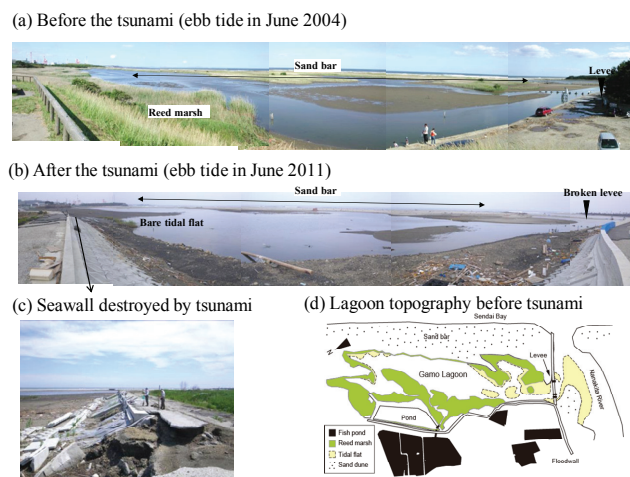 (a) Before the tsunami (ebb tide in June 2004)
Sand bar
Levee
Reed marsh
(b) After the tsunami (ebb tide in June 2011)
Sand bar
Broken levee
Bare tidal flat
(c) Seawall destroyed by tsunami
(d) Lagoon topography before tsunami
Sendai Bay
Sand bar
N
Levee
Gamo Lagoon
Nanakita River
Pond
Fish pond
Reed marsh
Tidal flat
Sand dune
Floodwall